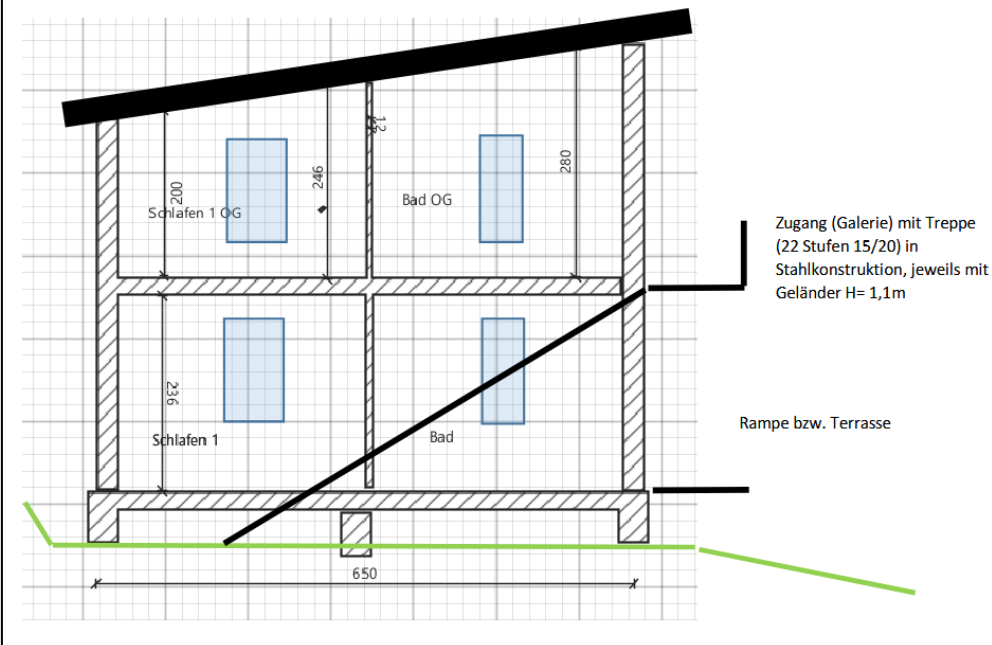 12
200
246
280
Schlafen 1 OG
Bad OG
Zugang (Galerie) mit Treppe
(22 Stufen 15/20) in
Stahlkonstruktion, jeweils mit
Geländer H= 1,1m
236
Schlafen 1
Bad
Rampe bzw. Terrasse
650